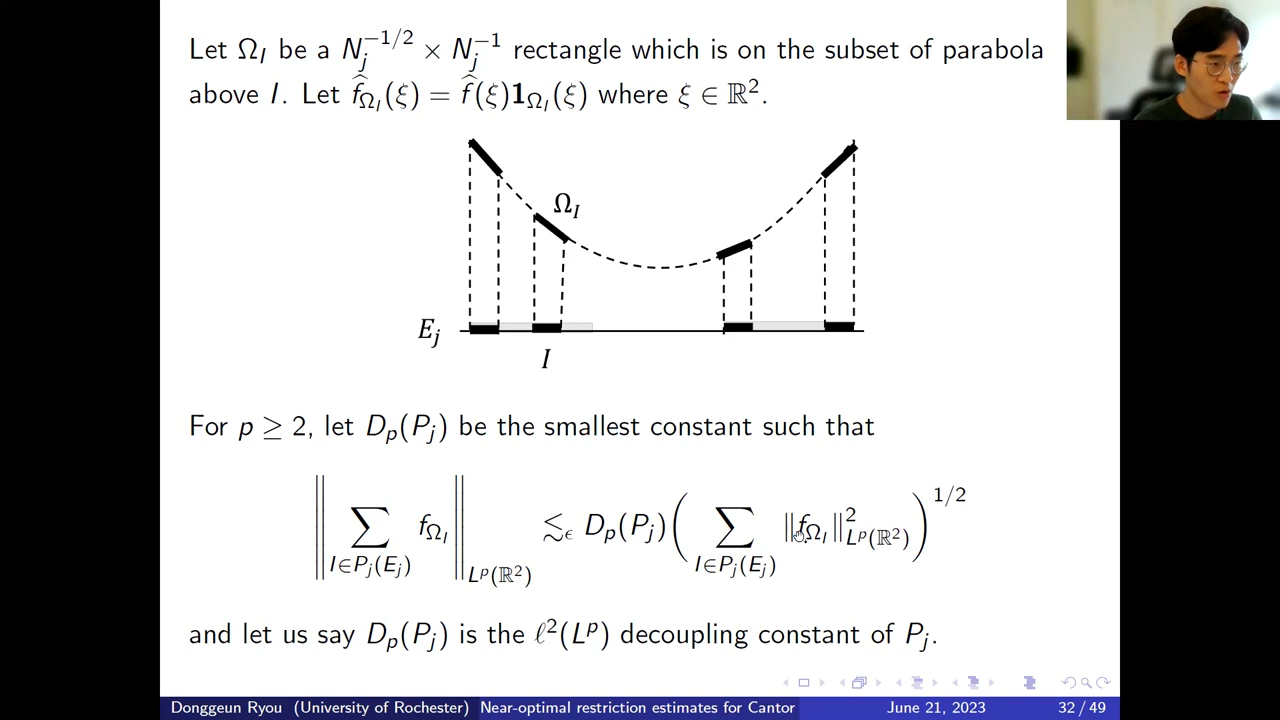 Let Ω_I be a N_j^{-1/2} × N_j^{-1} rectangle which is on the subset of parabola
above I. Let \hat{f}_{Ω_I}(ξ) = \hat{f}(ξ)1_{Ω_I}(ξ) where ξ ∈ ℝ².
Ω_I
E_j
I
For p ≥ 2, let D_p(P_j) be the smallest constant such that
‖ ∑_{I∈P_j(E_j)} f_{Ω_I} ‖_{L^p(ℝ²)} ≲_ϵ D_p(P_j) ( ∑_{I∈P_j(E_j)} ‖f_{Ω_I}‖²_{L^p(ℝ²)} )^{1/2}
and let us say D_p(P_j) is the ℓ²(L^p) decoupling constant of P_j.
Donggeun Ryou (University of Rochester) Near-optimal restriction estimates for Cantor June 21, 2023 32 / 49